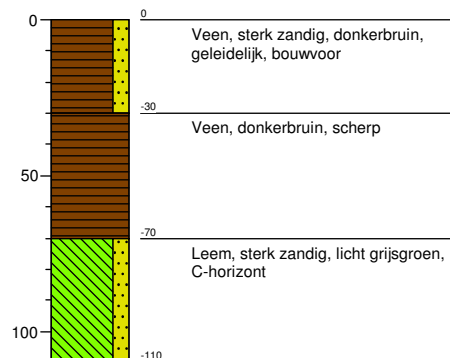 0
0
Veen, sterk zandig, donkerbruin,
geleidelijk, bouwvoor
-30
Veen, donkerbruin, scherp
50
-70
Leem, sterk zandig, licht grijsgroen,
C-horizont
100
-110